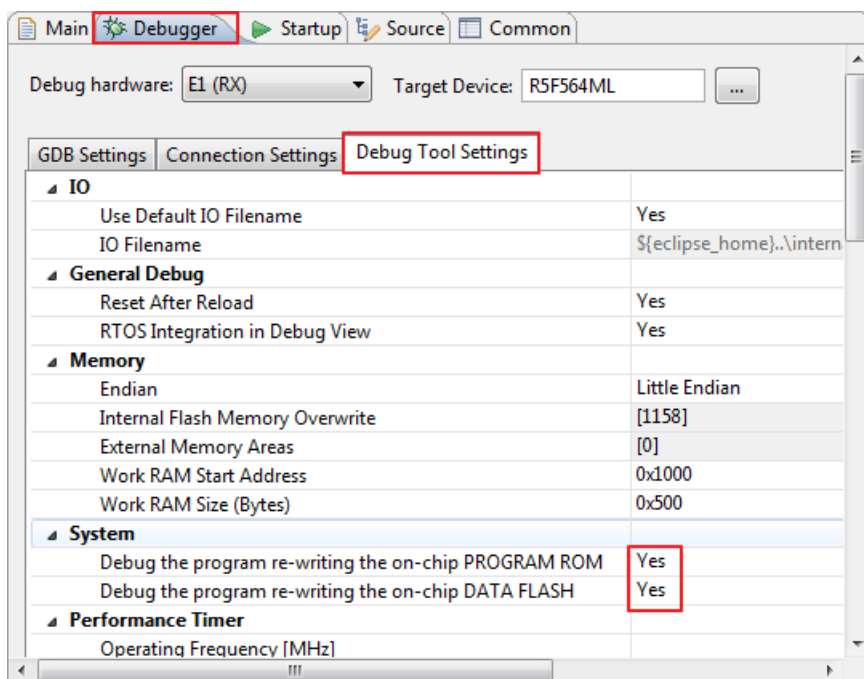 Main Debugger Startup Source Common
Debug hardware: E1 (RX) Target Device: R5F564ML ...
GDB Settings Connection Settings Debug Tool Settings
IO
Use Default IO Filename Yes
IO Filename ${eclipse_home}..\intern
General Debug
Reset After Reload Yes
RTOS Integration in Debug View Yes
Memory
Endian Little Endian
Internal Flash Memory Overwrite [1158]
External Memory Areas [0]
Work RAM Start Address 0x1000
Work RAM Size (Bytes) 0x500
System
Debug the program re-writing the on-chip PROGRAM ROM Yes
Debug the program re-writing the on-chip DATA FLASH Yes
Performance Timer
Operating Frequency [MHz]